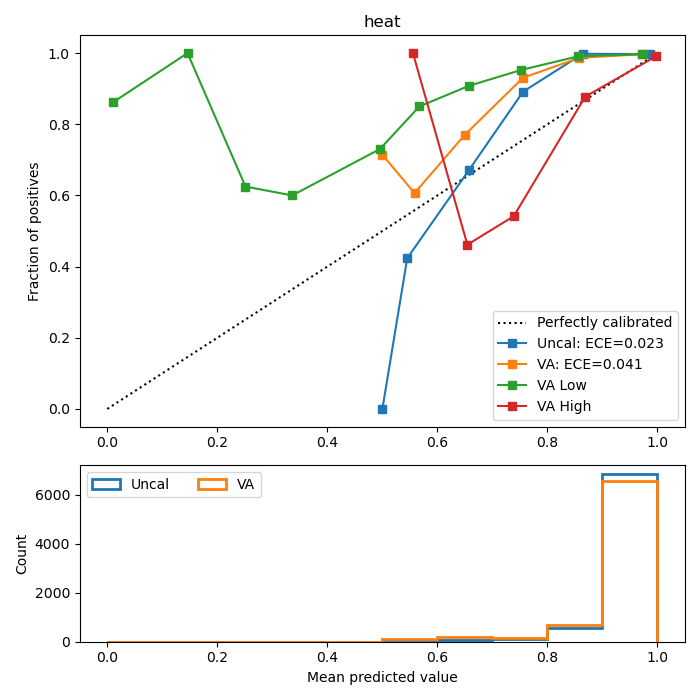 heat
1.0
0.8
0.6
0.4
0.2
0.0
Fraction of positives
Perfectly calibrated
Uncal: ECE=0.023
VA: ECE=0.041
VA Low
VA High
0.0 0.2 0.4 0.6 0.8 1.0
Uncal VA
6000
4000
2000
0
Count
0.0 0.2 0.4 0.6 0.8 1.0
Mean predicted value